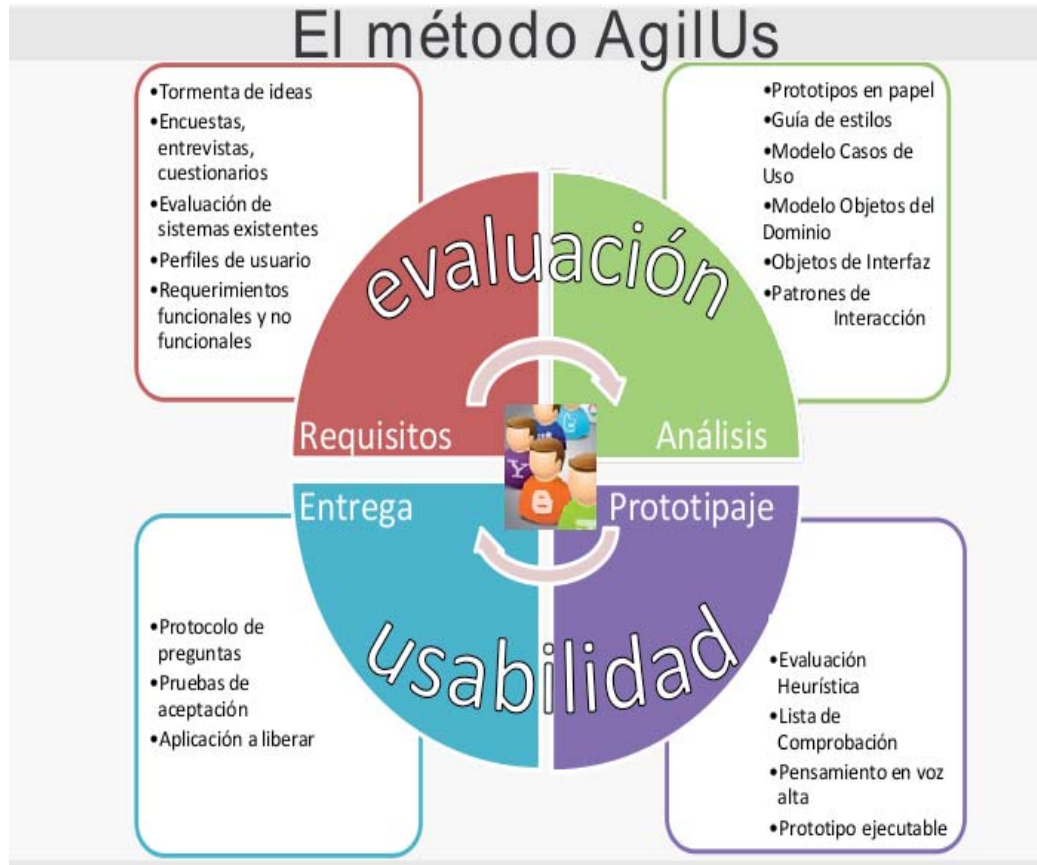 El método AgilUs
•Tormenta de ideas
•Encuestas,
entrevistas,
cuestionarios
•Evaluación de
sistemas existentes
•Perfiles de usuario
•Requerimientos
funcionales y no
funcionales
•Prototipos en papel
•Guía de estilos
•Modelo Casos de
Uso
•Modelo Objetos del
Dominio
•Objetos de Interfaz
•Patrones de
Interacción
evaluación
Requisitos
Análisis
Entrega
Prototipaje
usabilidad
•Protocolo de
preguntas
•Pruebas de
aceptación
•Aplicación a liberar
•Evaluación
Heurística
•Lista de
Comprobación
•Pensamiento en voz
alta
•Prototipo ejecutable